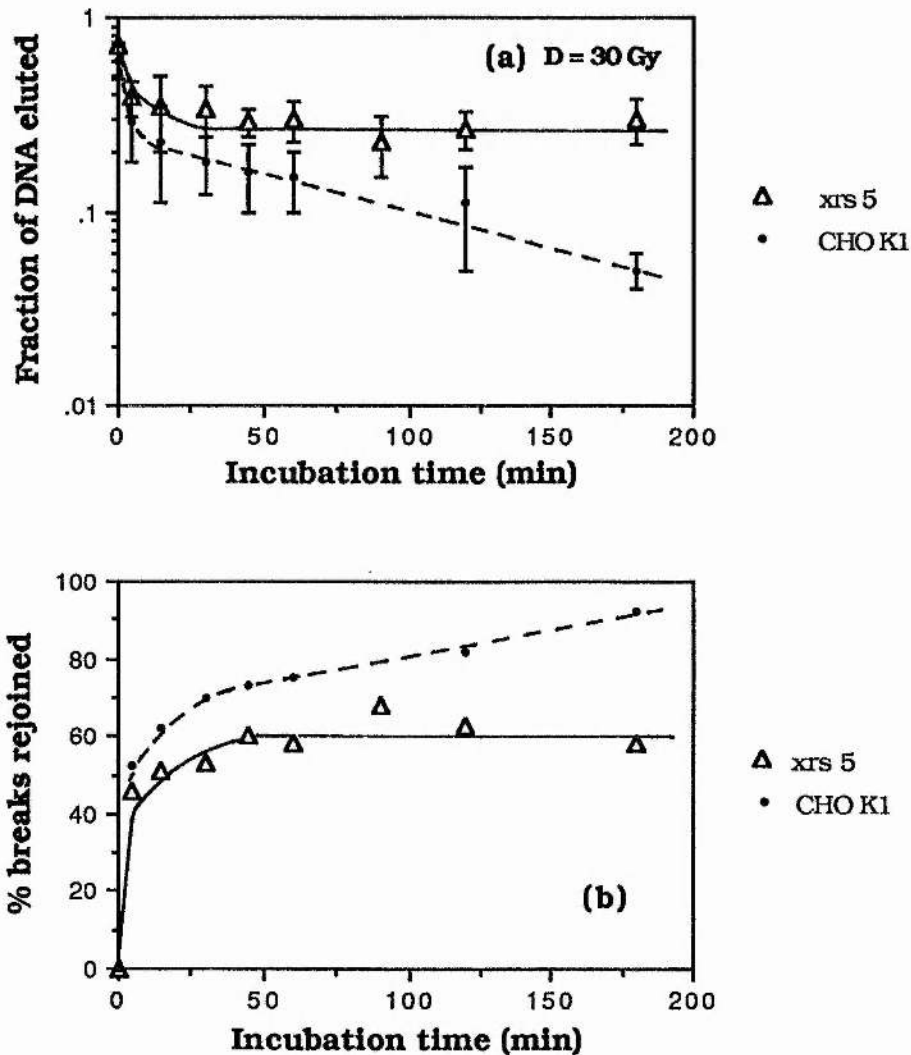 1
(a) D = 30 Gy
Fraction of DNA eluted
.1
.01
0 50 100 150 200
Incubation time (min)
xrs 5
CHO K1
100
80
60
40
20
0
% breaks rejoined
(b)
0 50 100 150 200
Incubation time (min)
xrs 5
CHO K1